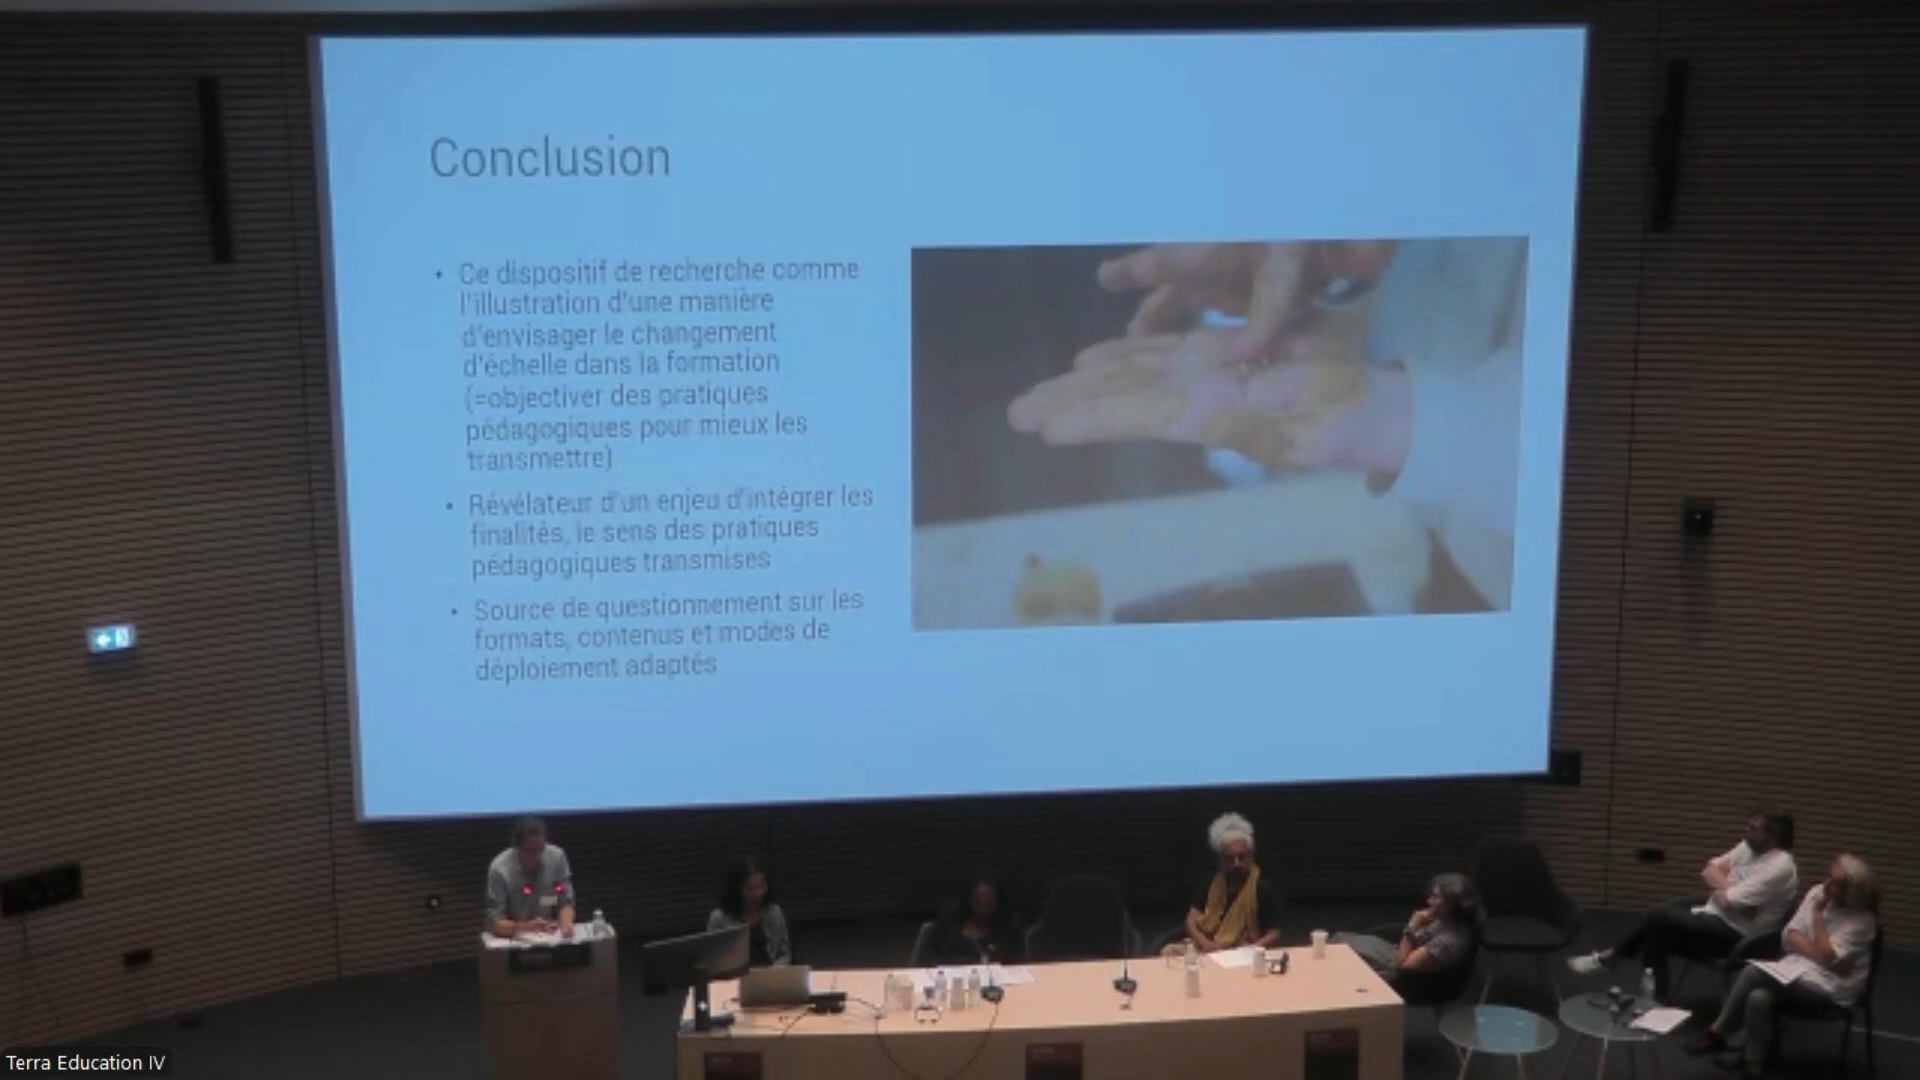 Conclusion
• Ce dispositif de recherche comme
l'illustration d'une manière
d'envisager le changement
d'échelle dans la formation
(=objectiver des pratiques
pédagogiques pour mieux les
transmettre)
• Révélateur d'un enjeu d'intégrer les
finalités, le sens des pratiques
pédagogiques transmises
• Source de questionnement sur les
formats, contenus et modes de
déploiement adaptés
Terra Education IV